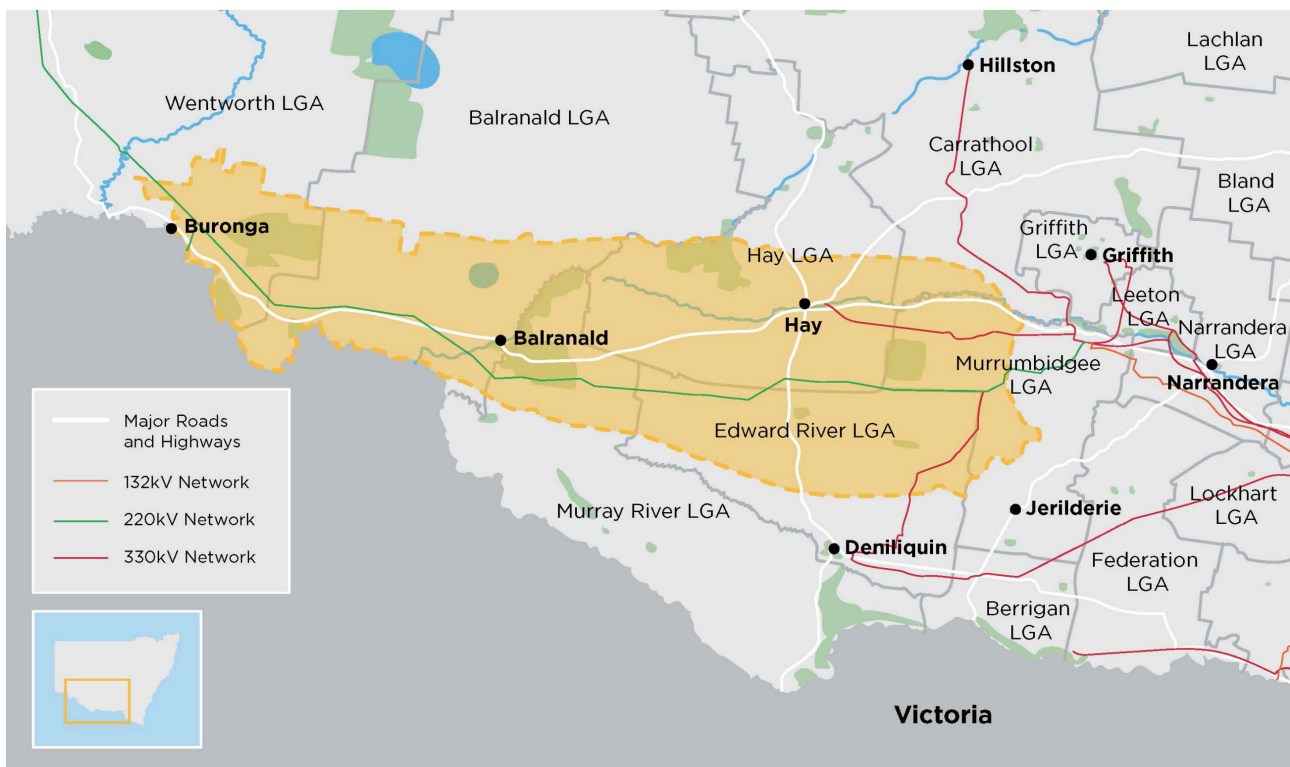 Lachlan
LGA
Hillston
Wentworth LGA
Balranald LGA
Carrathool
LGA
Bland
LGA
Buronga
Griffith
LGA
Griffith
Hay LGA
Leeton
LGA
Hay
Narrandera
LGA
Balranald
Murrumbidgee
LGA
Narrandera
Edward River LGA
Major Roads
and Highways
132kV Network
220kV Network
330kV Network
Murray River LGA
Jerilderie
Lockhart
LGA
Deniliquin
Federation
LGA
Berrigan
LGA
Victoria